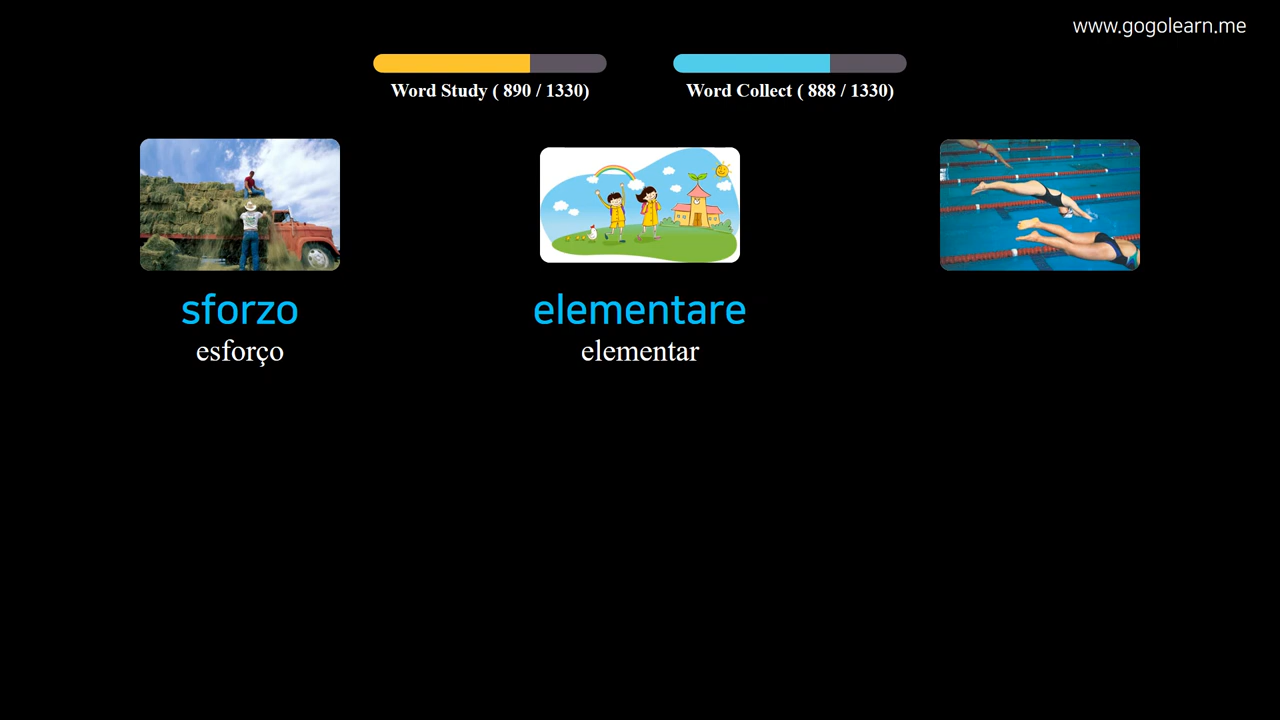 www.gogolearn.me
Word Study ( 890 / 1330)
Word Collect ( 888 / 1330)
sforzo
esforço
elementare
elementar